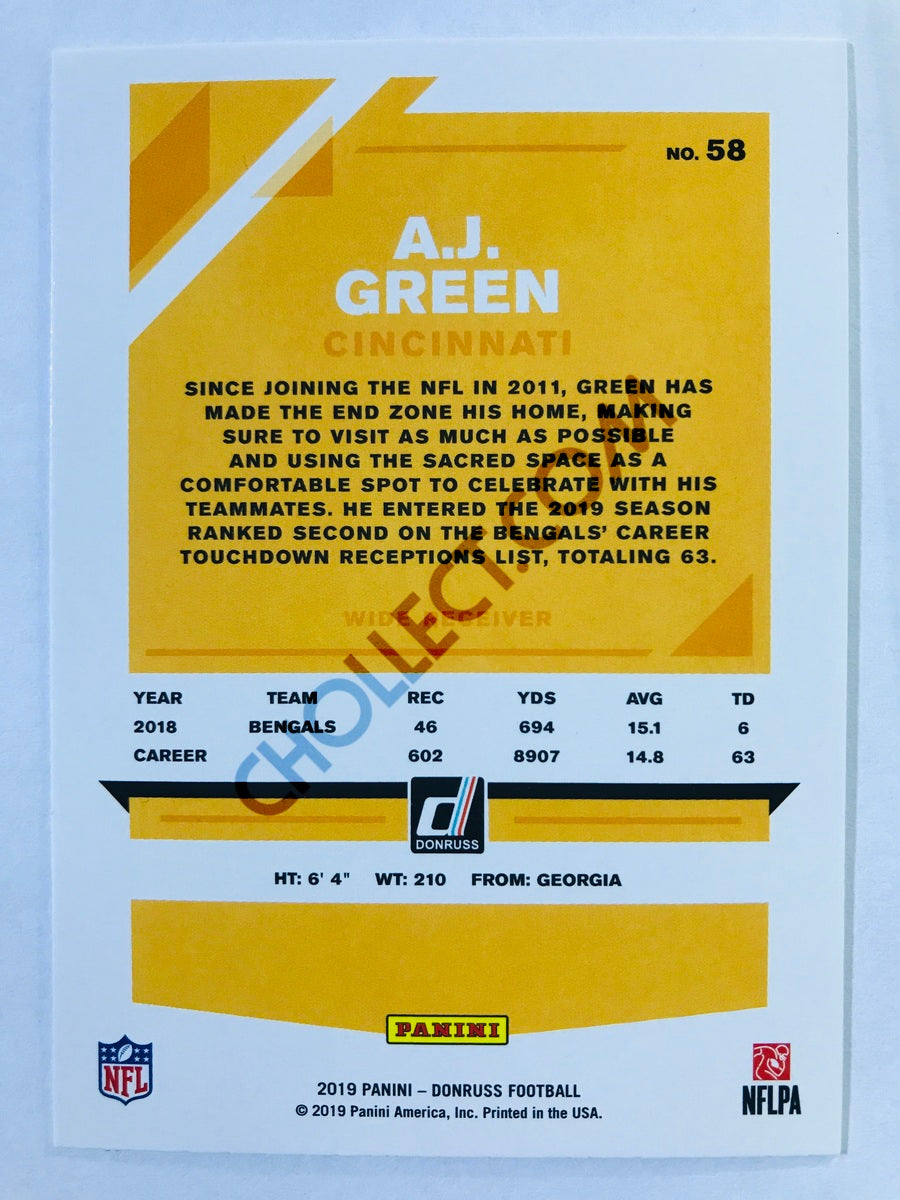 NO. 58
A.J.
GREEN
CINCINNATI
SINCE JOINING THE NFL IN 2011, GREEN HAS
MADE THE END ZONE HIS HOME, MAKING
SURE TO VISIT AS MUCH AS POSSIBLE
AND USING THE SACRED SPACE AS A
COMFORTABLE SPOT TO CELEBRATE WITH HIS
TEAMMATES. HE ENTERED THE 2019 SEASON
RANKED SECOND ON THE BENGALS' CAREER
TOUCHDOWN RECEPTIONS LIST, TOTALING 63.
WIDE RECEIVER
CHOLLECT.COM
YEAR TEAM REC YDS AVG TD
2018 BENGALS 46 694 15.1 6
CAREER 602 8907 14.8 63
d
DONRUSS
HT: 6' 4" WT: 210 FROM: GEORGIA
PANINI
NFL
2019 PANINI – DONRUSS FOOTBALL
© 2019 Panini America, Inc. Printed in the USA.
NFLPA